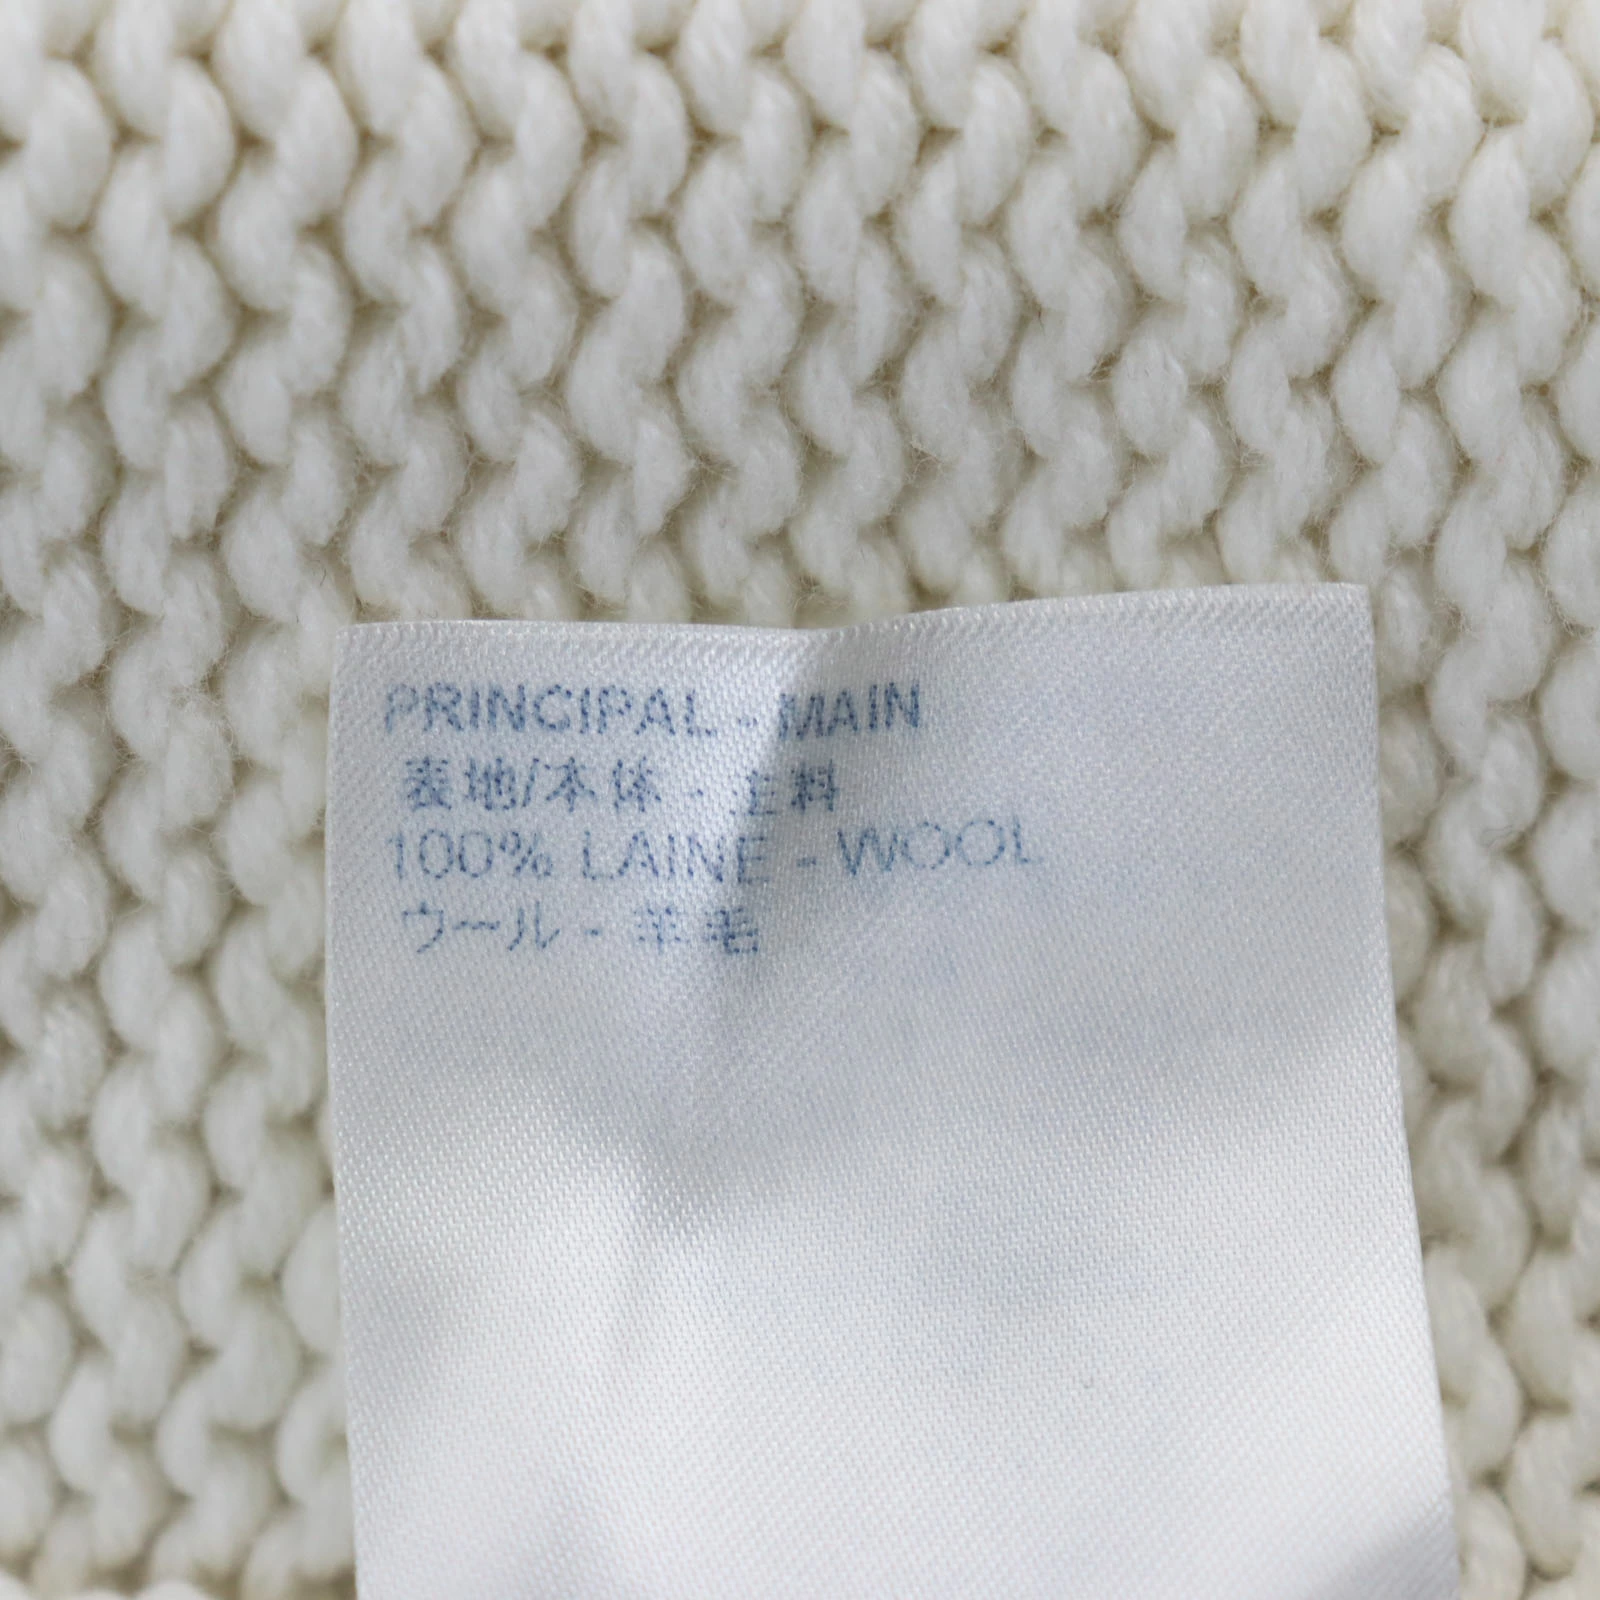 PRINCIPAL - MAIN
表地/本体 - 主料
100% LAINE - WOOL
ウール - 羊毛